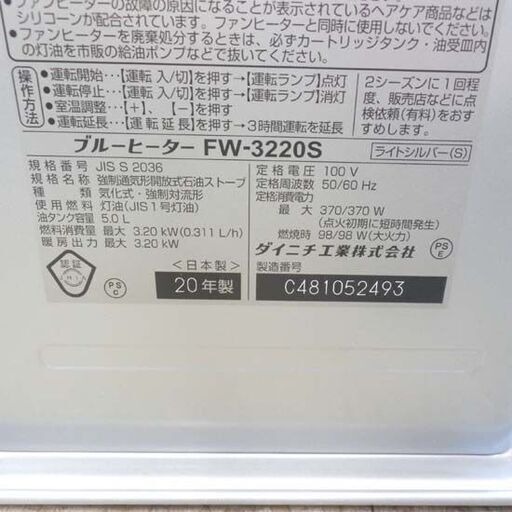 ファンヒーターの故障の原因になることが表示されているヘアケア商品などは
シリコーンが配合されています。ファンヒーターと同時に使用しないでください。
●ファンヒーターを廃棄処分するときは、必ずカートリッジタンク・油受皿内
の灯油を市販の給油ポンプなどで抜いてください。
操作方法
▶運転開始…【運転 入/切】を押す→【運転ランプ】点灯
▶運転停止…【運転 入/切】を押す→【運転ランプ】消灯
▶室温調整…【+】、【-】を押す
▶運転延長…【運転延長】を押す→3時間運転を延長
2シーズンに1回程
度、販売店などに点
検依頼(有料)をおす
すめします。
ブルーヒーター FW-3220S
ライトシルバー(S)
規格番号 JIS S 2036
規格名称 強制通気形開放式石油ストーブ
種類 気化式・強制対流形
使用燃料 灯油(JIS1号灯油)
油タンク容量 5.0 L
燃料消費量 最大 3.20 kW(0.311 L/h)
暖房出力 最大 3.20 kW
定格電圧 100 V
定格周波数 50/60 Hz
定格消費電力
最大 370/370 W
(点火初期に短時間発生)
燃焼時 98/98 W(大火力)
ダイニチ工業株式会社
PS
E
認証
JHIA
PS
C
<日本製>
20年製
製造番号
C481052493